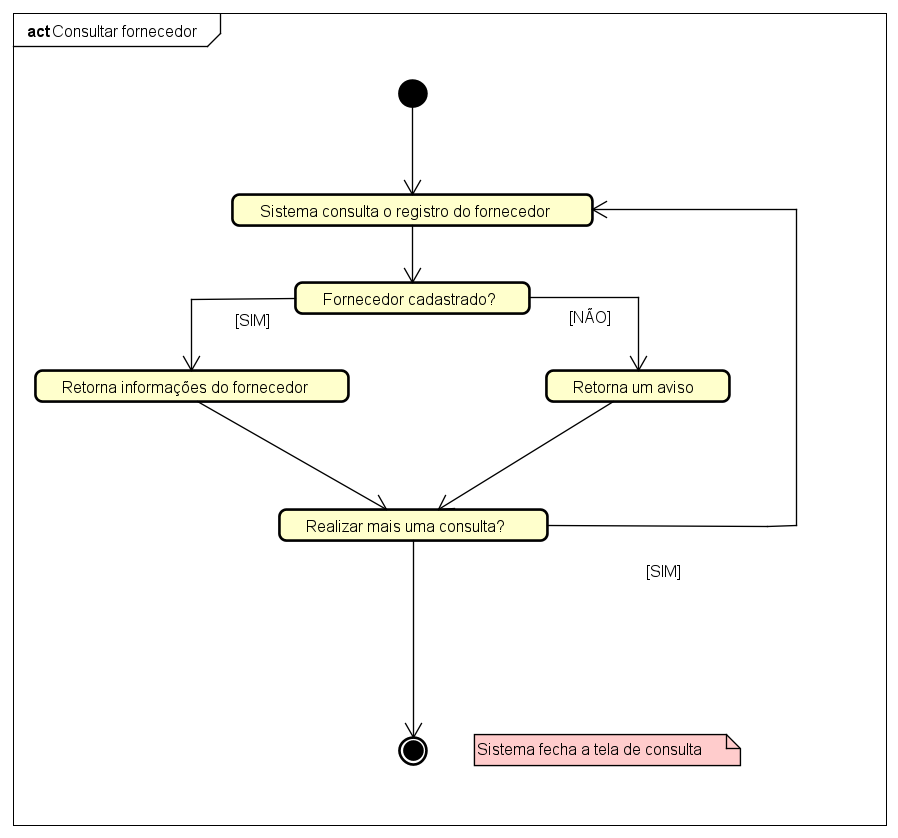 act Consultar fornecedor
Sistema consulta o registro do fornecedor
Fornecedor cadastrado?
[SIM]
[NÃO]
Retorna informações do fornecedor
Retorna um aviso
Realizar mais uma consulta?
[SIM]
Sistema fecha a tela de consulta